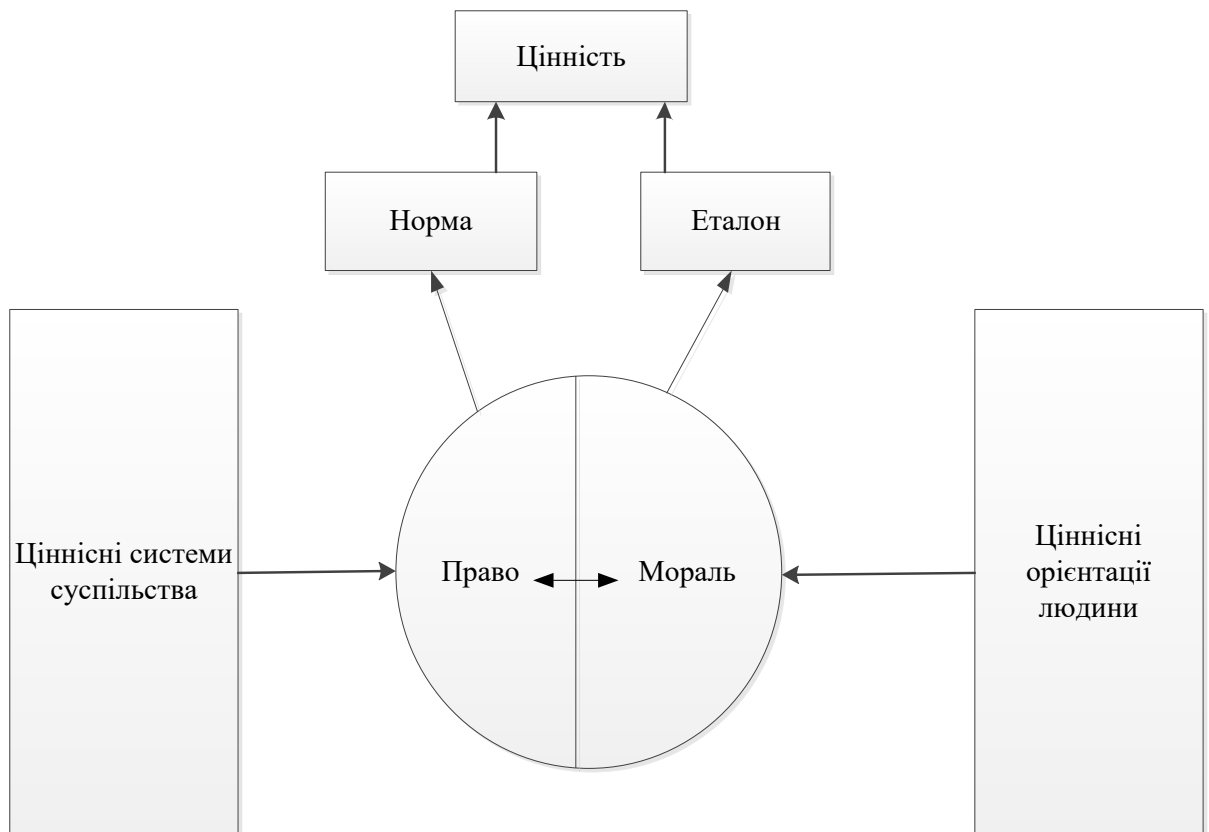 Цінність
Норма
Еталон
Ціннісні системи
суспільства
Право
Мораль
Ціннісні
орієнтації
людини